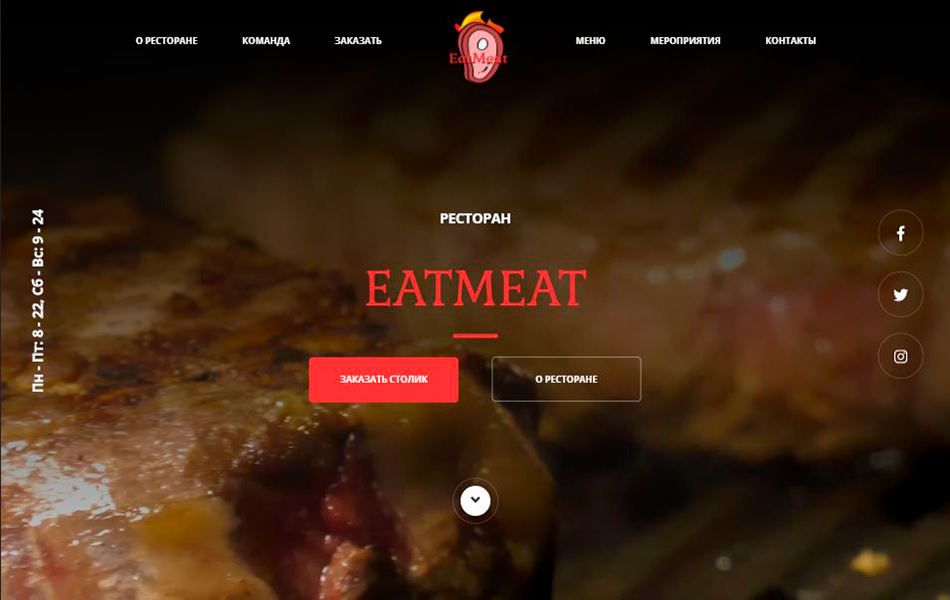 О РЕСТОРАНЕ
КОМАНДА
ЗАКАЗАТЬ
EatMeat
МЕНЮ
МЕРОПРИЯТИЯ
КОНТАКТЫ
Пн - Пт: 8 - 22, Сб - Вс: 9 - 24
РЕСТОРАН
EATMEAT
ЗАКАЗАТЬ СТОЛИК
О РЕСТОРАНЕ